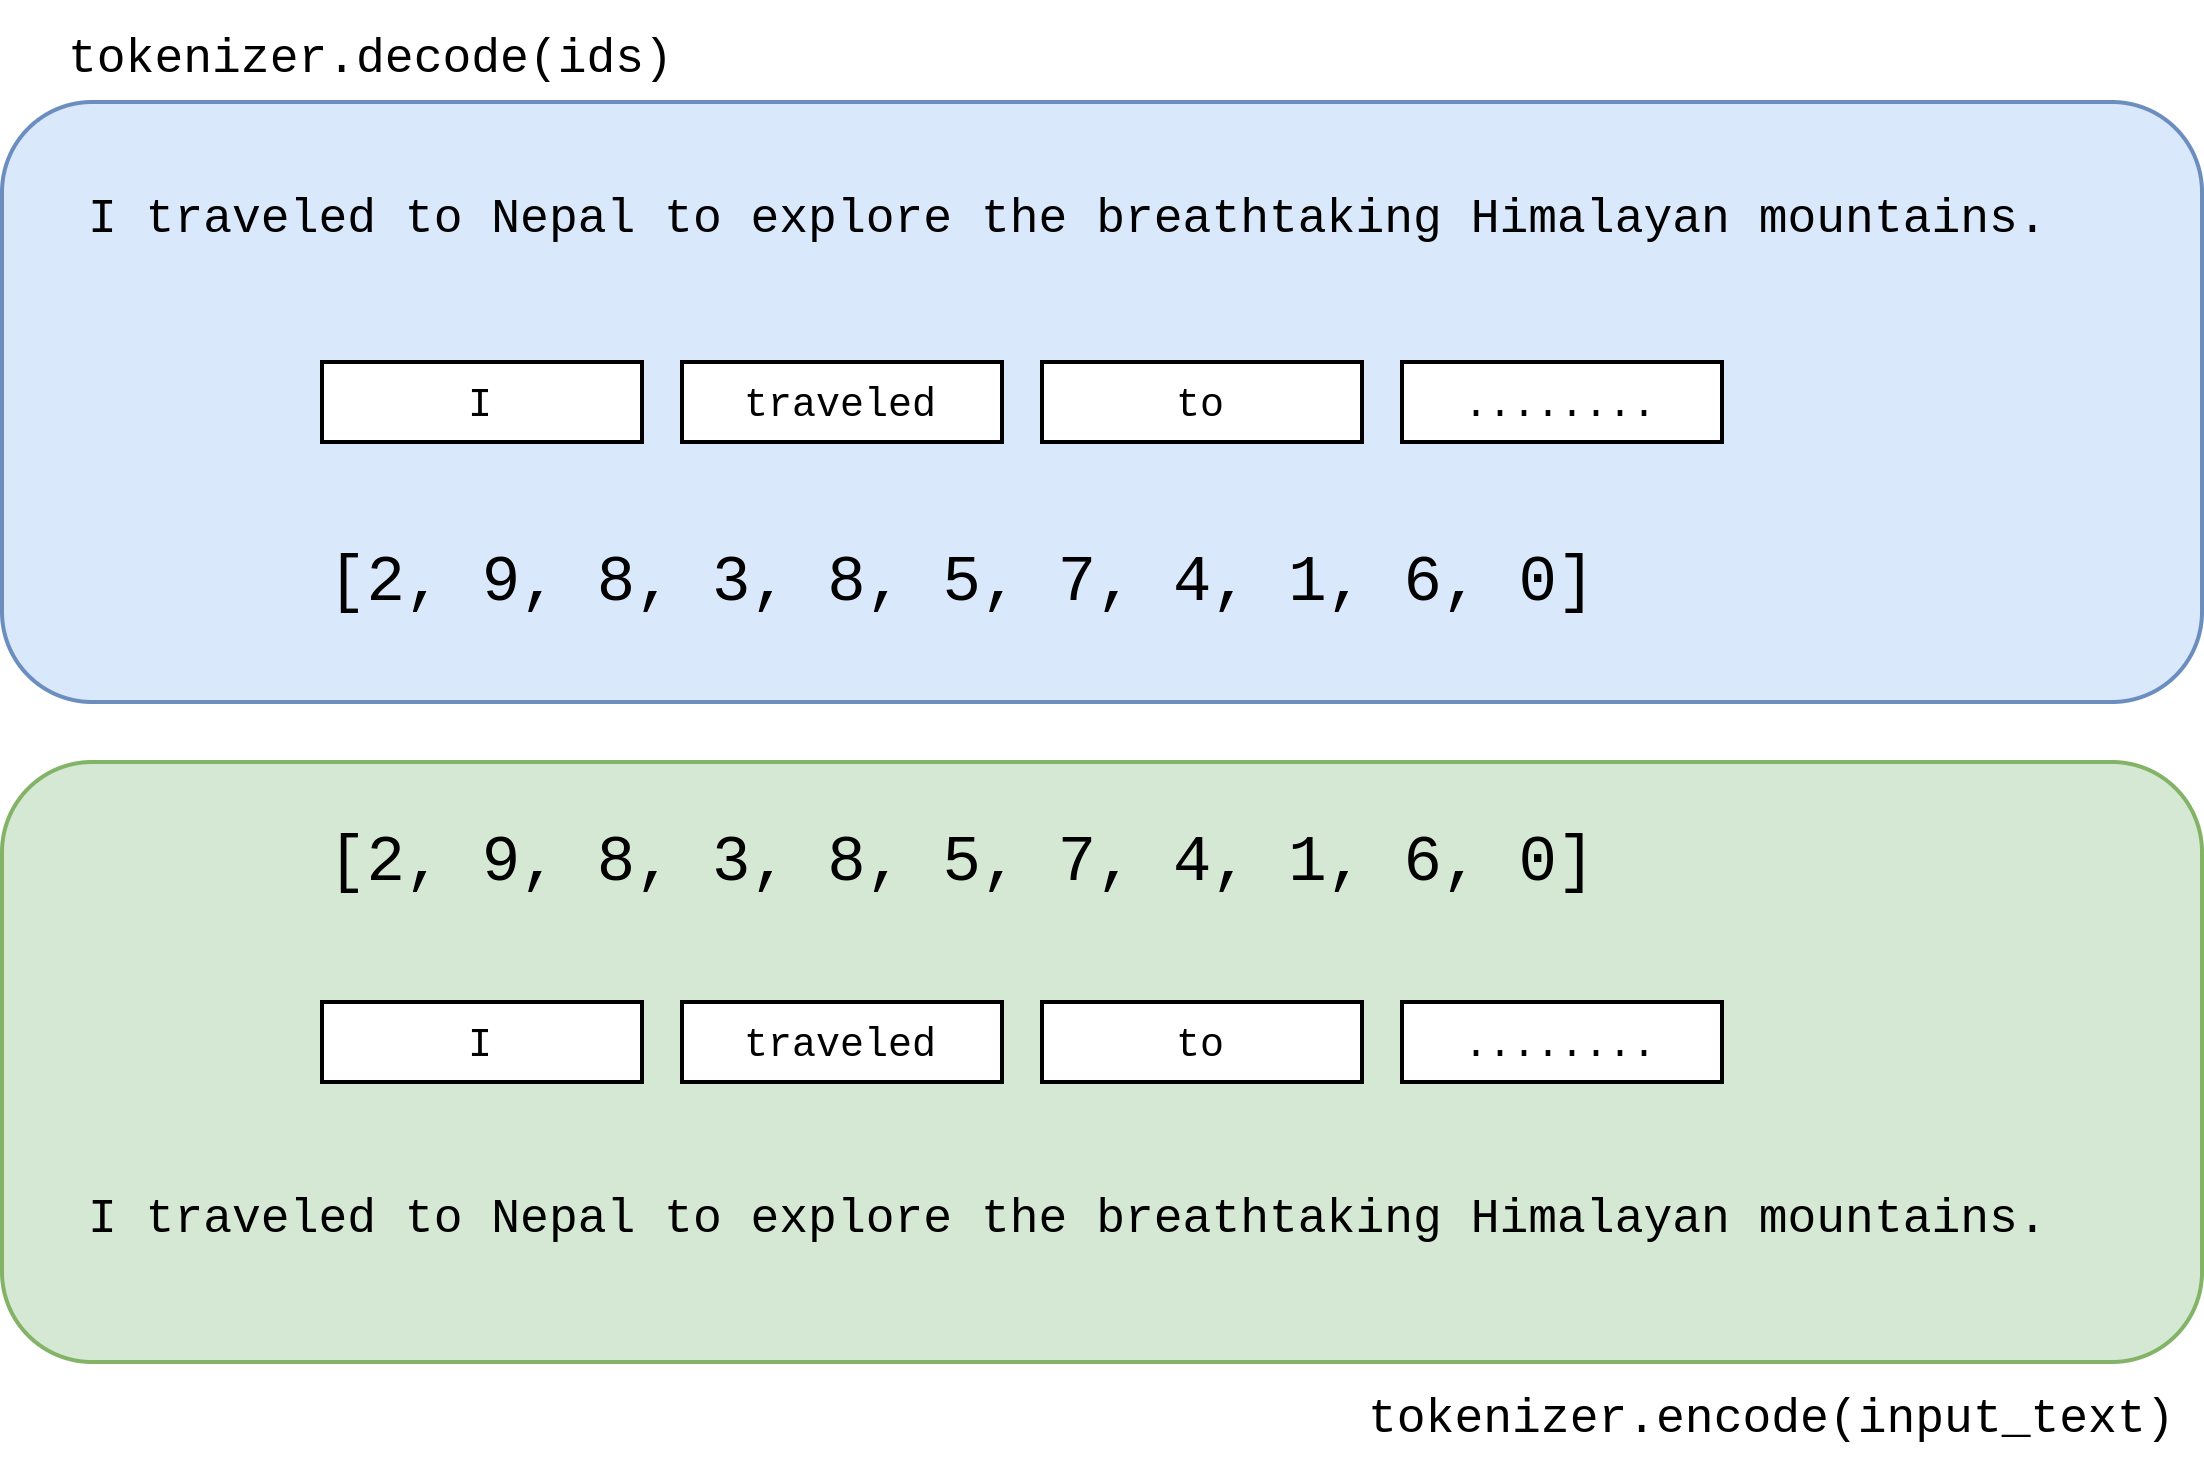 tokenizer.decode(ids)
I traveled to Nepal to explore the breathtaking Himalayan mountains.
I traveled to ........
[2, 9, 8, 3, 8, 5, 7, 4, 1, 6, 0]
[2, 9, 8, 3, 8, 5, 7, 4, 1, 6, 0]
I traveled to ........
I traveled to Nepal to explore the breathtaking Himalayan mountains.
tokenizer.encode(input_text)